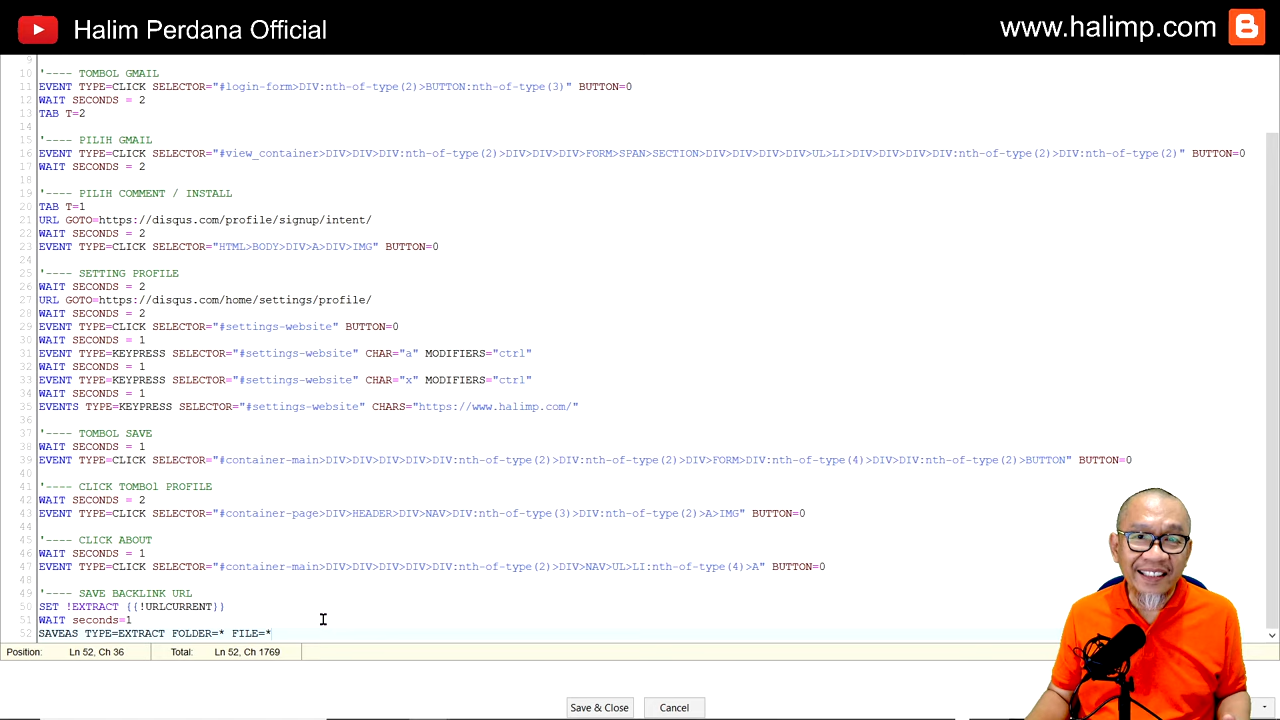 Halim Perdana Official
www.halimp.com
9
10 '---- TOMBOL GMAIL
11 EVENT TYPE=CLICK SELECTOR="#login-form>DIV:nth-of-type(2)>BUTTON:nth-of-type(3)" BUTTON=0
12 WAIT SECONDS = 2
13 TAB T=2
14
15 '---- PILIH GMAIL
16 EVENT TYPE=CLICK SELECTOR="#view_container>DIV>DIV>DIV:nth-of-type(2)>DIV>DIV>DIV>FORM>SPAN>SECTION>DIV>DIV>DIV>DIV>UL>LI>DIV>DIV>DIV>DIV:nth-of-type(2)>DIV:nth-of-type(2)" BUTTON=0
17 WAIT SECONDS = 2
18
19 '---- PILIH COMMENT / INSTALL
20 TAB T=1
21 URL GOTO=https://disqus.com/profile/signup/intent/
22 WAIT SECONDS = 2
23 EVENT TYPE=CLICK SELECTOR="HTML>BODY>DIV>A>DIV>IMG" BUTTON=0
24
25 '---- SETTING PROFILE
26 WAIT SECONDS = 2
27 URL GOTO=https://disqus.com/home/settings/profile/
28 WAIT SECONDS = 2
29 EVENT TYPE=CLICK SELECTOR="#settings-website" BUTTON=0
30 WAIT SECONDS = 1
31 EVENT TYPE=KEYPRESS SELECTOR="#settings-website" CHAR="a" MODIFIERS="ctrl"
32 WAIT SECONDS = 1
33 EVENT TYPE=KEYPRESS SELECTOR="#settings-website" CHAR="x" MODIFIERS="ctrl"
34 WAIT SECONDS = 1
35 EVENTS TYPE=KEYPRESS SELECTOR="#settings-website" CHARS="https://www.halimp.com/"
36
37 '---- TOMBOL SAVE
38 WAIT SECONDS = 1
39 EVENT TYPE=CLICK SELECTOR="#container-main>DIV>DIV>DIV>DIV>DIV:nth-of-type(2)>DIV:nth-of-type(2)>DIV>FORM>DIV:nth-of-type(4)>DIV>DIV:nth-of-type(2)>BUTTON" BUTTON=0
40
41 '---- CLICK TOMBOl PROFILE
42 WAIT SECONDS = 2
43 EVENT TYPE=CLICK SELECTOR="#container-page>DIV>HEADER>DIV>NAV>DIV:nth-of-type(3)>DIV:nth-of-type(2)>A>IMG" BUTTON=0
44
45 '---- CLICK ABOUT
46 WAIT SECONDS = 1
47 EVENT TYPE=CLICK SELECTOR="#container-main>DIV>DIV>DIV>DIV>DIV:nth-of-type(2)>DIV>NAV>UL>LI:nth-of-type(4)>A" BUTTON=0
48
49 '---- SAVE BACKLINK URL
50 SET !EXTRACT {{!URLCURRENT}}
51 WAIT seconds=1
52 SAVEAS TYPE=EXTRACT FOLDER=* FILE=*
Position: Ln 52, Ch 36 Total: Ln 52, Ch 1769
Save & Close Cancel